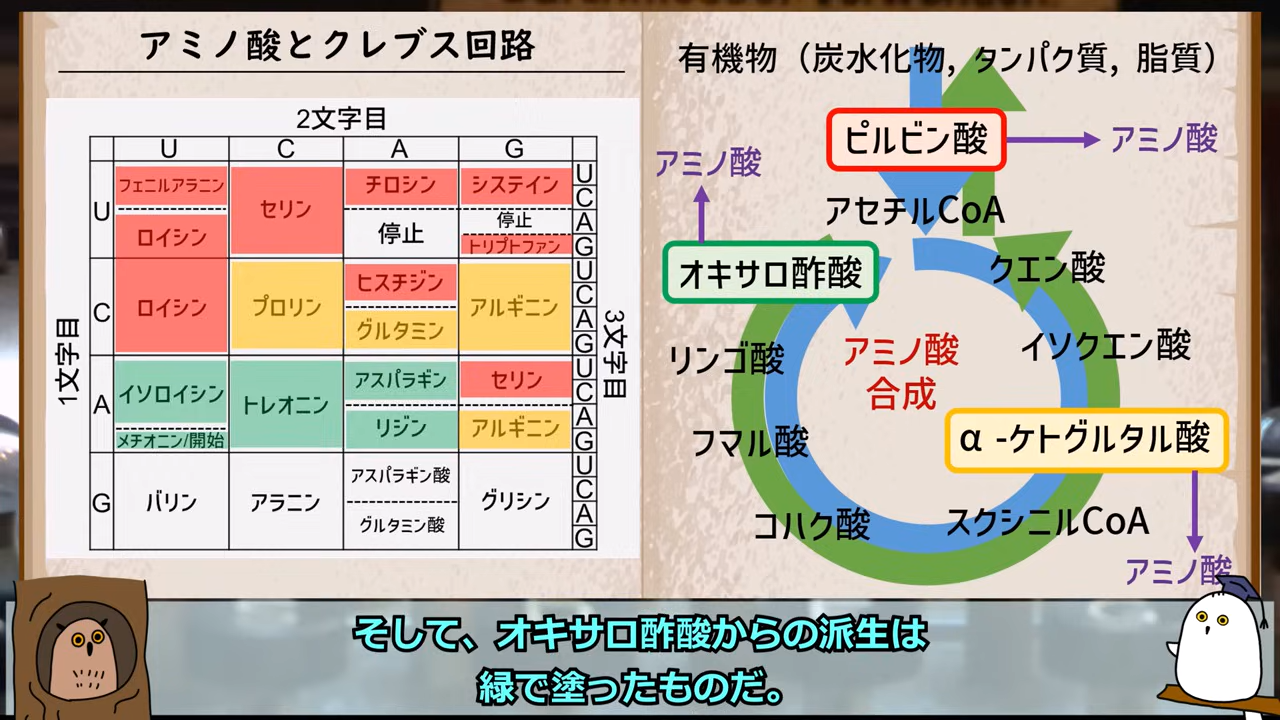 アミノ酸とクレブス回路
2文字目
U C A G
1文字目
3文字目
U
フェニルアラニン
ロイシン
セリン
チロシン
停止
システイン
停止
トリプトファン
U
C
A
G
C
ロイシン
プロリン
ヒスチジン
グルタミン
アルギニン
U
C
A
G
A
イソロイシン
メチオニン/開始
トレオニン
アスパラギン
リジン
セリン
アルギニン
U
C
A
G
G
バリン
アラニン
アスパラギン酸
グルタミン酸
グリシン
U
C
A
G
有機物（炭水化物, タンパク質, 脂質）
ピルビン酸
アミノ酸
アミノ酸
アセチルCoA
オキサロ酢酸
クエン酸
リンゴ酸
アミノ酸
合成
イソクエン酸
フマル酸
α -ケトグルタル酸
コハク酸
スクシニルCoA
アミノ酸
そして、オキサロ酢酸からの派生は
緑で塗ったものだ。